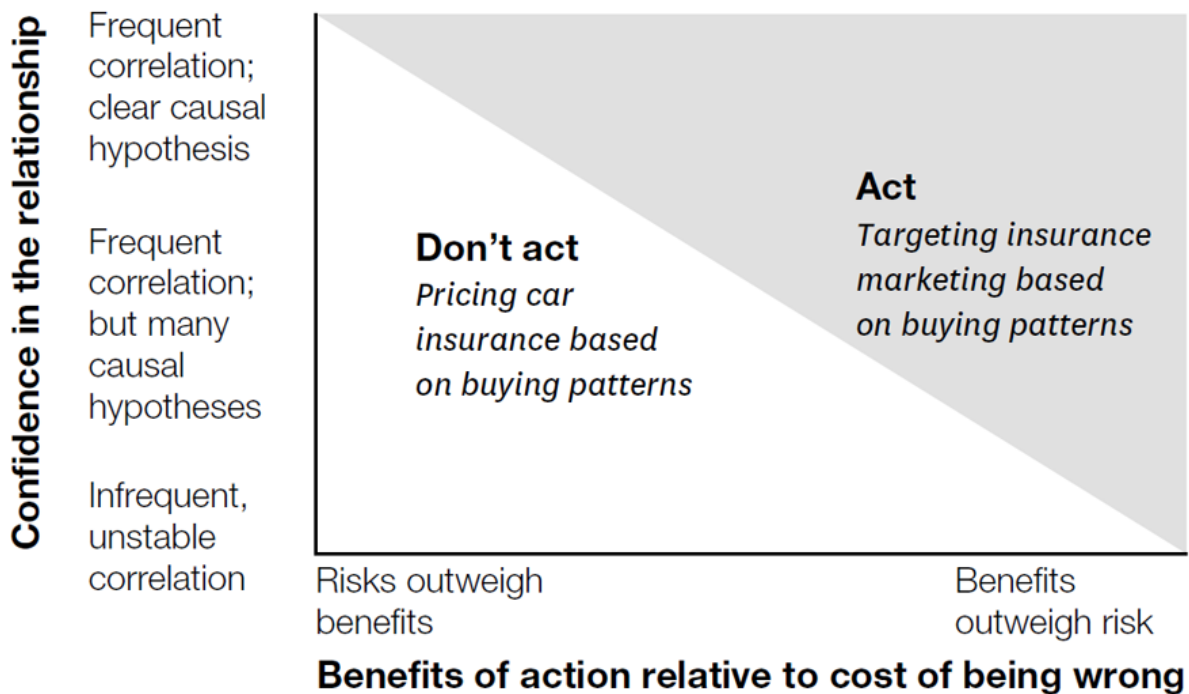 Confidence in the relationship
Frequent
correlation;
clear causal
hypothesis
Frequent
correlation;
but many
causal
hypotheses
Infrequent,
unstable
correlation
Don't act
Pricing car
insurance based
on buying patterns
Act
Targeting insurance
marketing based
on buying patterns
Risks outweigh
benefits
Benefits
outweigh risk
Benefits of action relative to cost of being wrong